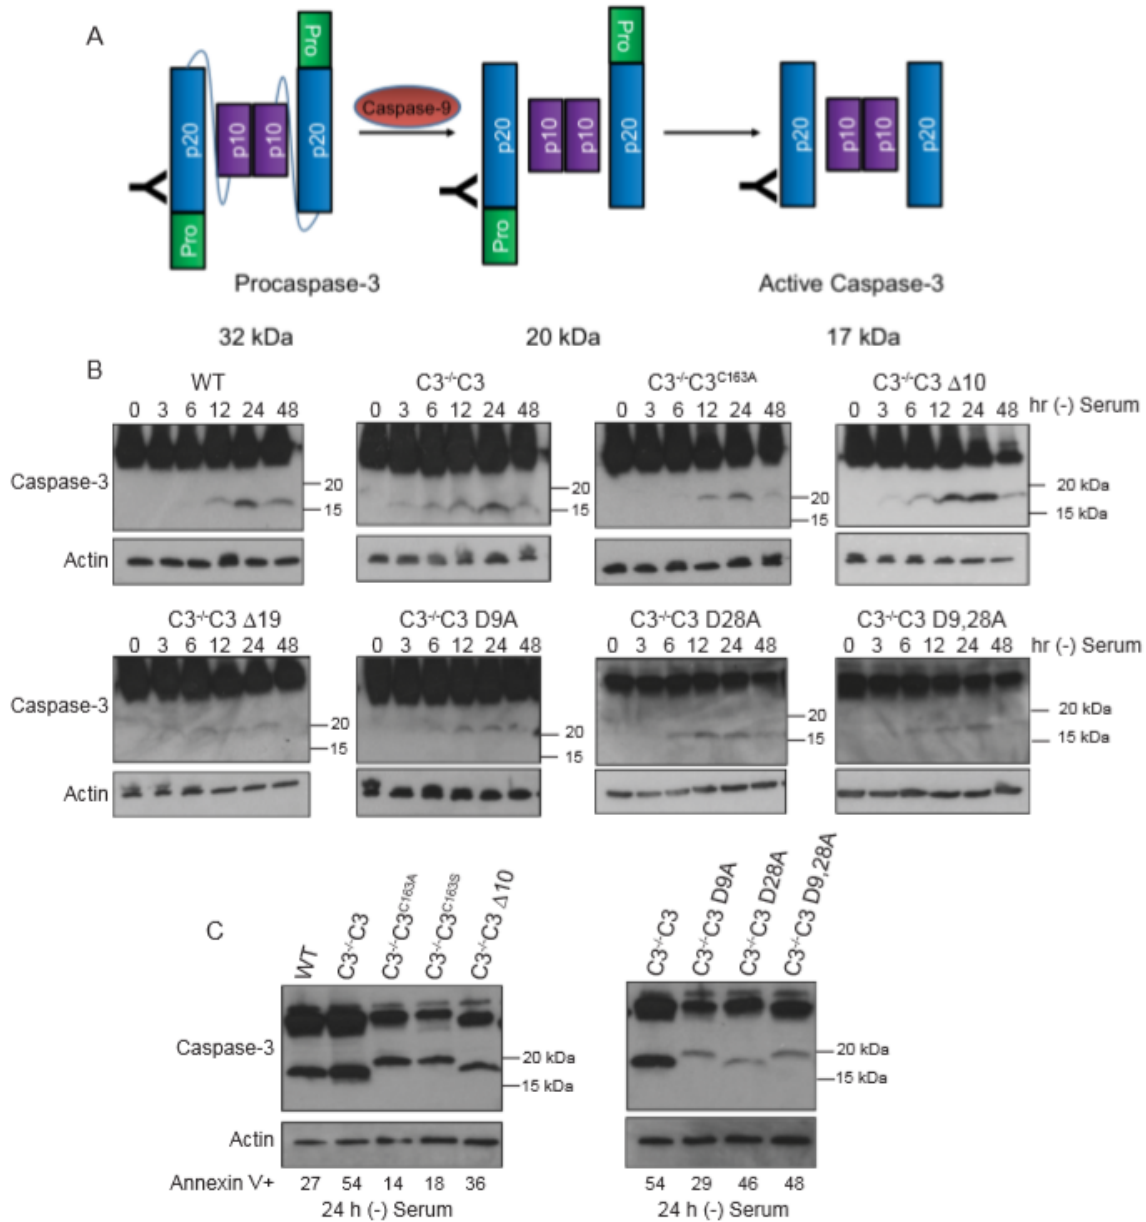 A
Pro Pro
p20 p10 p10 p20 Caspase-9 p20 p10 p10 p20 p20 p10 p10 p20
Pro Pro
Procaspase-3 Active Caspase-3
32 kDa 20 kDa 17 kDa
B
WT C3-/-C3 C3-/-C3C163A C3-/-C3 Δ10
0 3 6 12 24 48 0 3 6 12 24 48 0 3 6 12 24 48 0 3 6 12 24 48 hr (-) Serum
Caspase-3 20 20 20 20 kDa
15 15 15 15 kDa
Actin
C3-/-C3 Δ19 C3-/-C3 D9A C3-/-C3 D28A C3-/-C3 D9,28A
0 3 6 12 24 48 0 3 6 12 24 48 0 3 6 12 24 48 0 3 6 12 24 48 hr (-) Serum
Caspase-3 20 20 20 20 kDa
15 15 15 15 kDa
Actin
C
WT C3-/-C3 C3-/-C3C163A C3-/-C3C163S C3-/-C3 Δ10 C3-/-C3 C3-/-C3 D9A C3-/-C3 D28A C3-/-C3 D9,28A
Caspase-3 20 kDa 20 kDa
15 kDa 15 kDa
Actin
Annexin V+ 27 54 14 18 36 54 29 46 48
24 h (-) Serum 24 h (-) Serum